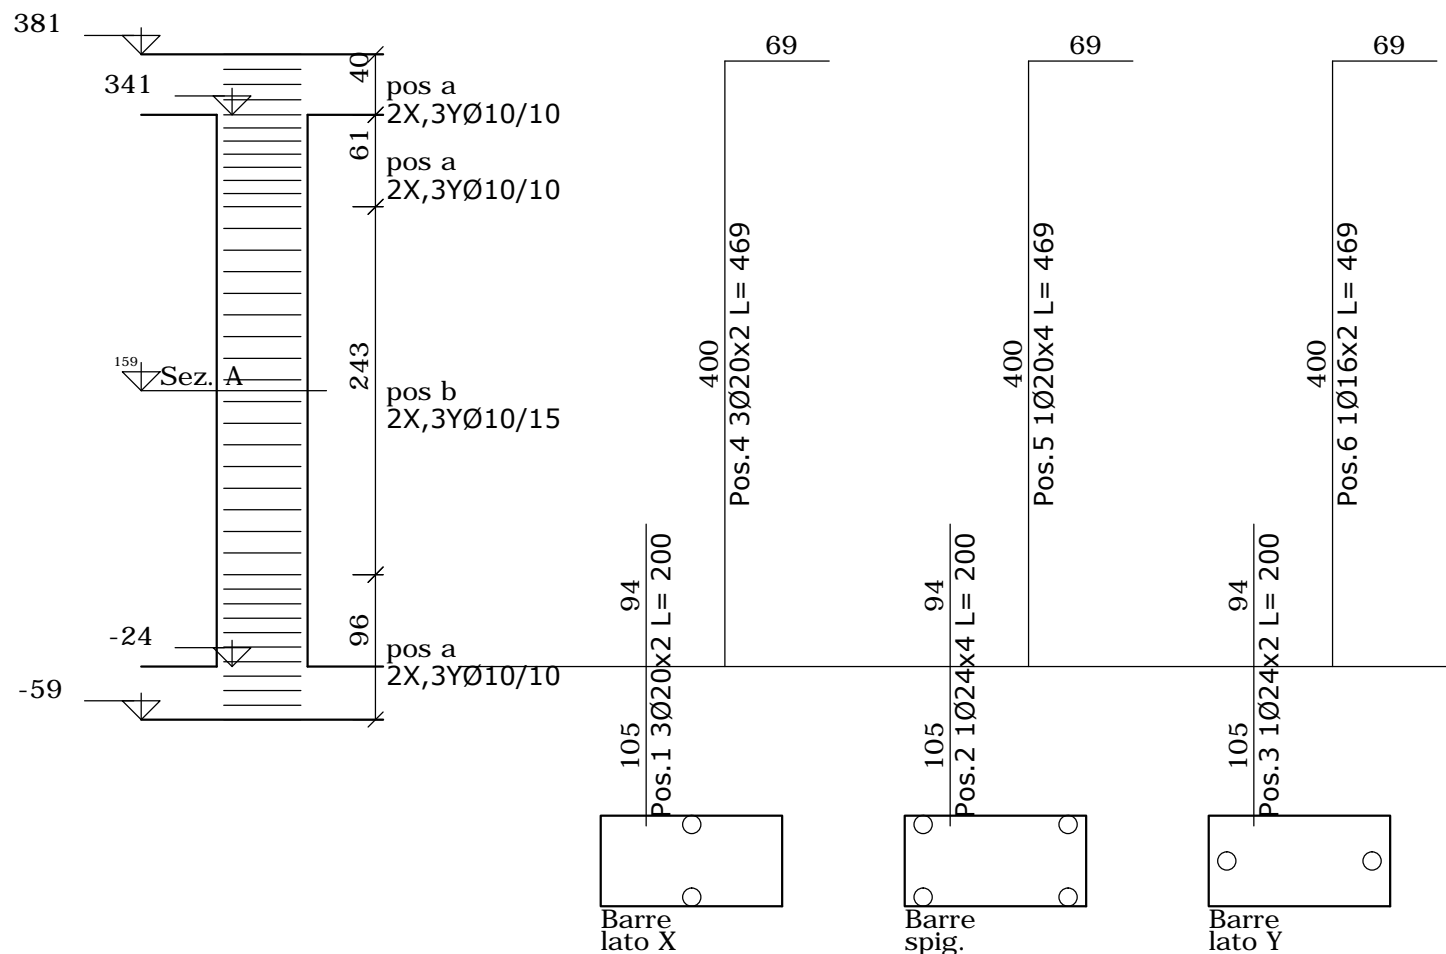 381
40
341
pos a
2X,3YØ10/10
61
pos a
2X,3YØ10/10
159
Sez. A
243
pos b
2X,3YØ10/15
96
-24
pos a
2X,3YØ10/10
-59
69
400
Pos.4 3Ø20x2 L= 469
94
105
Pos.1 3Ø20x2 L= 200
Barre
lato X
69
400
Pos.5 1Ø20x4 L= 469
94
105
Pos.2 1Ø24x4 L= 200
Barre
spig.
69
400
Pos.6 1Ø16x2 L= 469
94
105
Pos.3 1Ø24x2 L= 200
Barre
lato Y